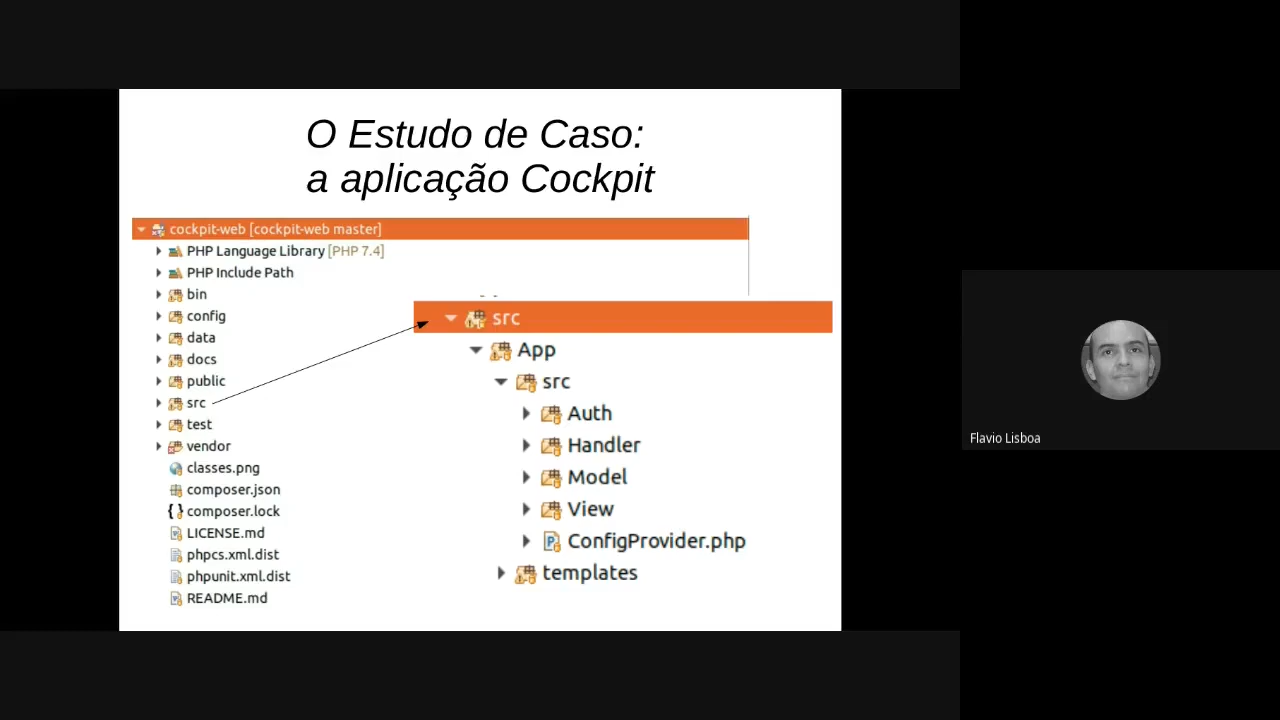 O Estudo de Caso:
a aplicação Cockpit
cockpit-web [cockpit-web master]
PHP Language Library [PHP 7.4]
PHP Include Path
bin
config
data
docs
public
src
test
vendor
classes.png
composer.json
composer.lock
LICENSE.md
phpcs.xml.dist
phpunit.xml.dist
README.md
src
App
src
Auth
Handler
Model
View
ConfigProvider.php
templates
Flavio Lisboa